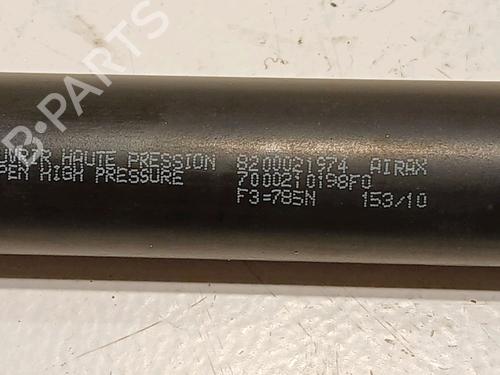 UVRIR HAUTE PRESSION 8200021974 AIRAX
PEN HIGH PRESSURE 7000210198F0
F3=785N 153/10
B-PARTS